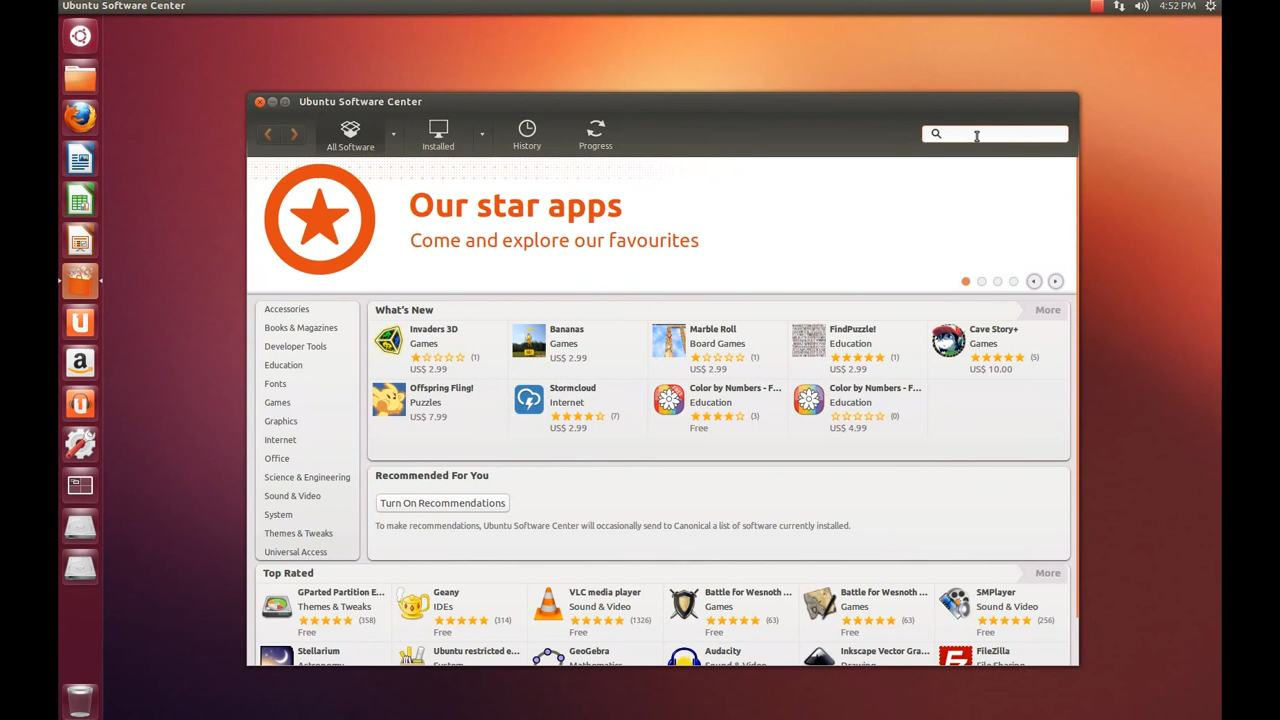 Ubuntu Software Center
4:52 PM
Ubuntu Software Center
All Software
Installed
History
Progress
Our star apps
Come and explore our favourites
Accessories
Books & Magazines
Developer Tools
Education
Fonts
Games
Graphics
Internet
Office
Science & Engineering
Sound & Video
System
Themes & Tweaks
Universal Access
What's New
More
Invaders 3D
Games
(1)
US$ 2.99
Bananas
Games
US$ 2.99
Marble Roll
Board Games
(1)
US$ 2.99
FindPuzzle!
Education
(1)
US$ 2.99
Cave Story+
Games
(5)
US$ 10.00
Offspring Fling!
Puzzles
US$ 7.99
Stormcloud
Internet
(7)
US$ 2.99
Color by Numbers - F...
Education
(3)
Free
Color by Numbers - F...
Education
(0)
US$ 4.99
Recommended For You
Turn On Recommendations
To make recommendations, Ubuntu Software Center will occasionally send to Canonical a list of software currently installed.
Top Rated
More
GParted Partition E...
Themes & Tweaks
(358)
Free
Geany
IDEs
(314)
Free
VLC media player
Sound & Video
(1326)
Free
Battle for Wesnoth ...
Games
(63)
Free
Battle for Wesnoth ...
Games
(63)
Free
SMPlayer
Sound & Video
(256)
Free
Stellarium
Astronomy
Ubuntu restricted e...
System
GeoGebra
Mathematics
Audacity
Sound & Video
Inkscape Vector Gra...
Drawing
FileZilla
File Sharing